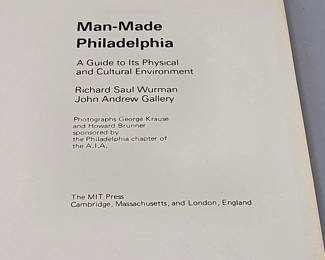 Man-Made
Philadelphia
A Guide to Its Physical
and Cultural Environment
Richard Saul Wurman
John Andrew Gallery
Photographs George Krause
and Howard Brunner
sponsored by
the Philadelphia chapter of
the A.I.A.
The MIT Press
Cambridge, Massachusetts, and London, England